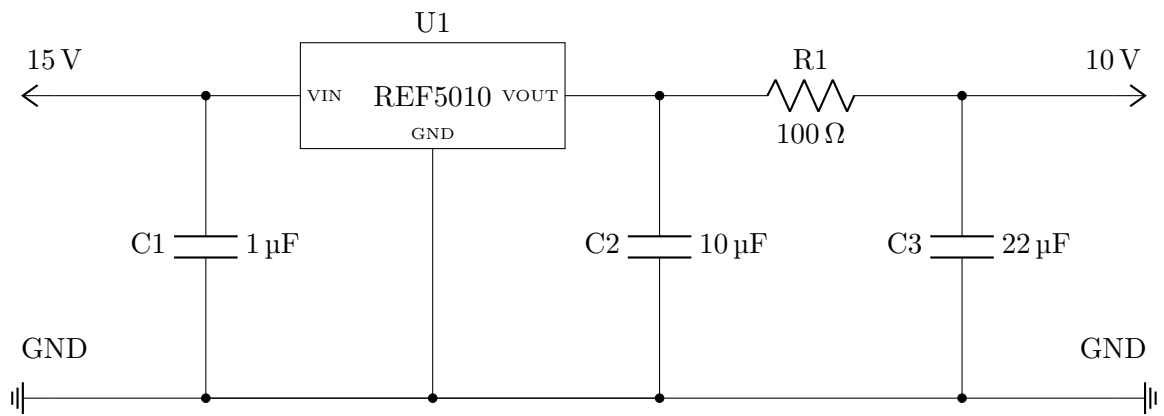 U1
15 V
R1
10 V
VIN
REF5010
VOUT
GND
100 Ω
C1
1 µF
C2
10 µF
C3
22 µF
GND
GND